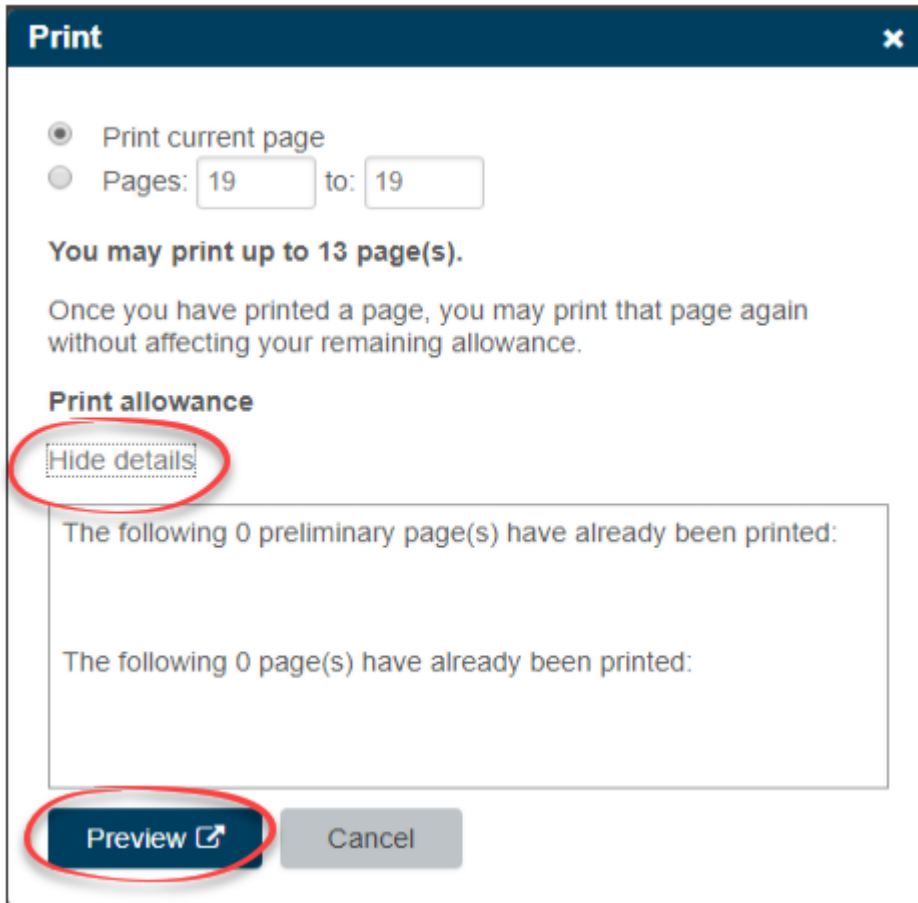 Print
Print current page
Pages: 19 to: 19
You may print up to 13 page(s).
Once you have printed a page, you may print that page again
without affecting your remaining allowance.
Print allowance
Hide details
The following 0 preliminary page(s) have already been printed:
The following 0 page(s) have already been printed:
Preview Cancel